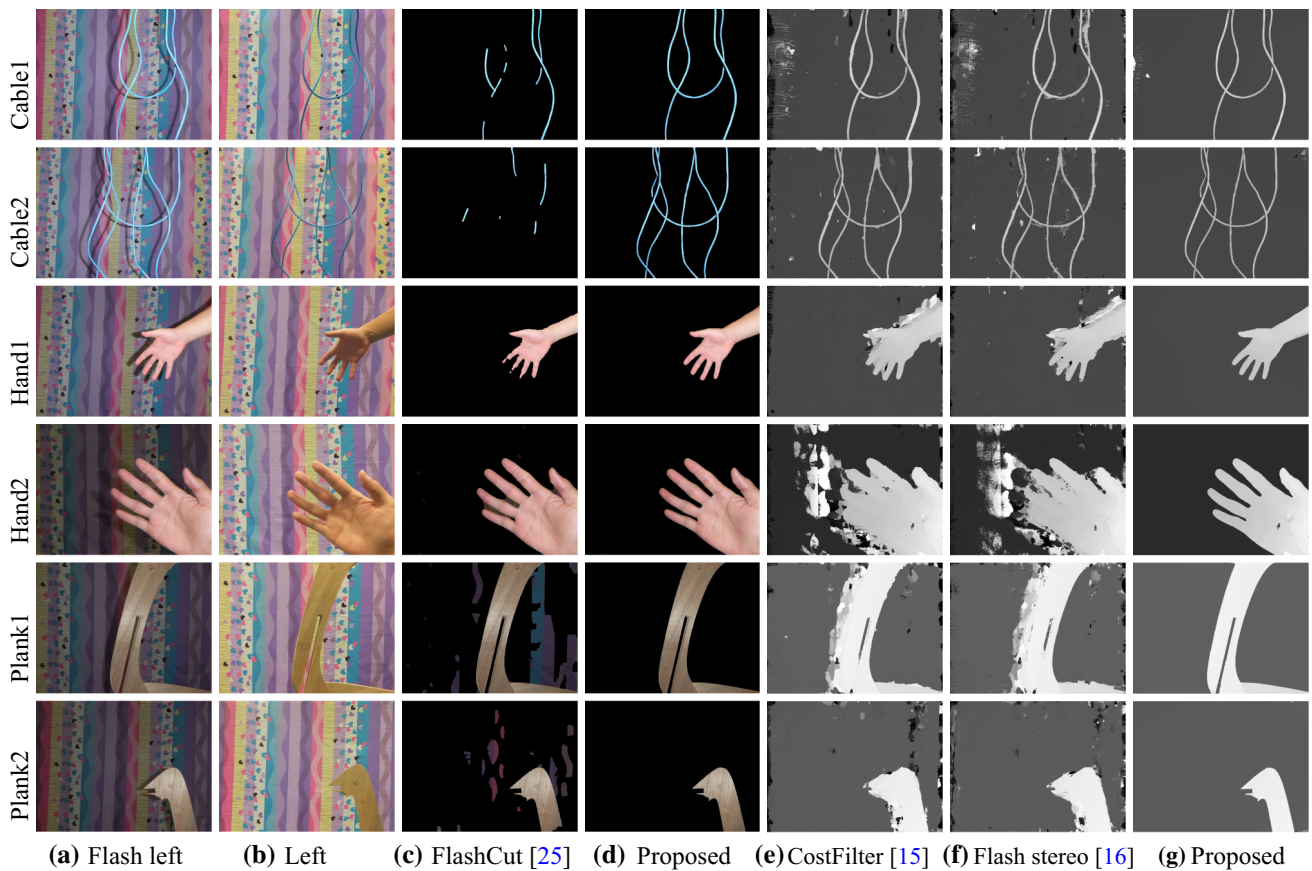 Cable1
Cable2
Hand1
Hand2
Plank1
Plank2
(a) Flash left (b) Left (c) FlashCut [25] (d) Proposed (e) CostFilter [15] (f) Flash stereo [16] (g) Proposed